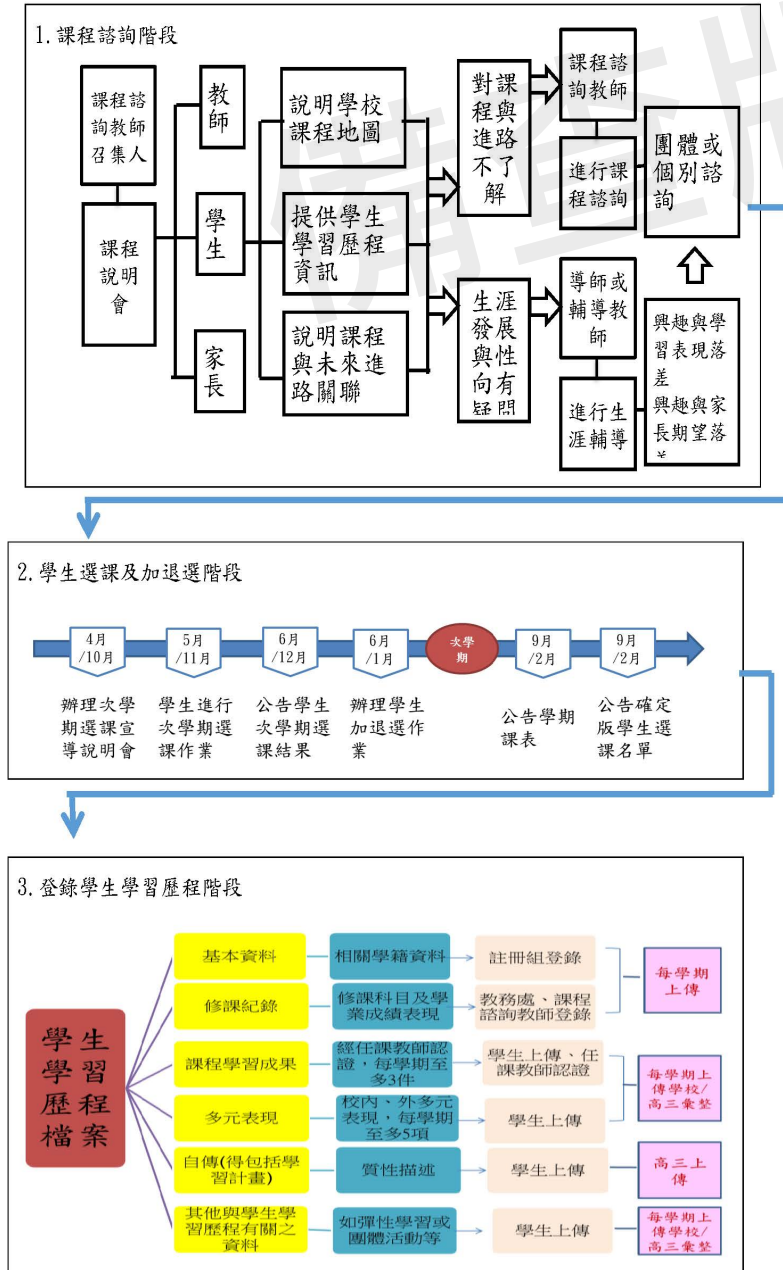 1.課程諮詢階段
課程諮
詢教師
召集人
課程
說明
會
教
師
學
生
家
長
說明學校
課程地圖
提供學生
學習歷程
資訊
說明課程
與未來進
路關聯
對課
程與
進路
不了
解
生涯
發展
與性
向有
疑問
課程諮
詢教師
進行課
程諮詢
團體或
個別諮
詢
導師或
輔導教
師
進行生
涯輔導
興趣與學
習表現落
差
興趣與家
長期望落
差
備查版
2.學生選課及加退選階段
4月
/10月
5月
/11月
6月
/12月
6月
/1月
次學
期
9月
/2月
9月
/2月
辦理次學
期選課宣
導說明會
學生進行
次學期選
課作業
公告學生
次學期選
課結果
辦理學生
加退選作
業
公告學期
課表
公告確定
版學生選
課名單
3.登錄學生學習歷程階段
學生
學習
歷程
檔案
基本資料
相關學籍資料
註冊組登錄
修課紀錄
修課科目及學
業成績表現
教務處、課程
諮詢教師登錄
每學期
上傳
課程學習成果
經任課教師認
證，每學期至
多3件
學生上傳、任
課教師認證
多元表現
校內、外多元
表現，每學期
至多5項
學生上傳
每學期上
傳學校/
高三彙整
自傳(得包括學
習計畫)
質性描述
學生上傳
高三上
傳
其他與學生學
習歷程有關之
資料
如彈性學習或
團體活動等
學生上傳
每學期上
傳學校/
高三彙整